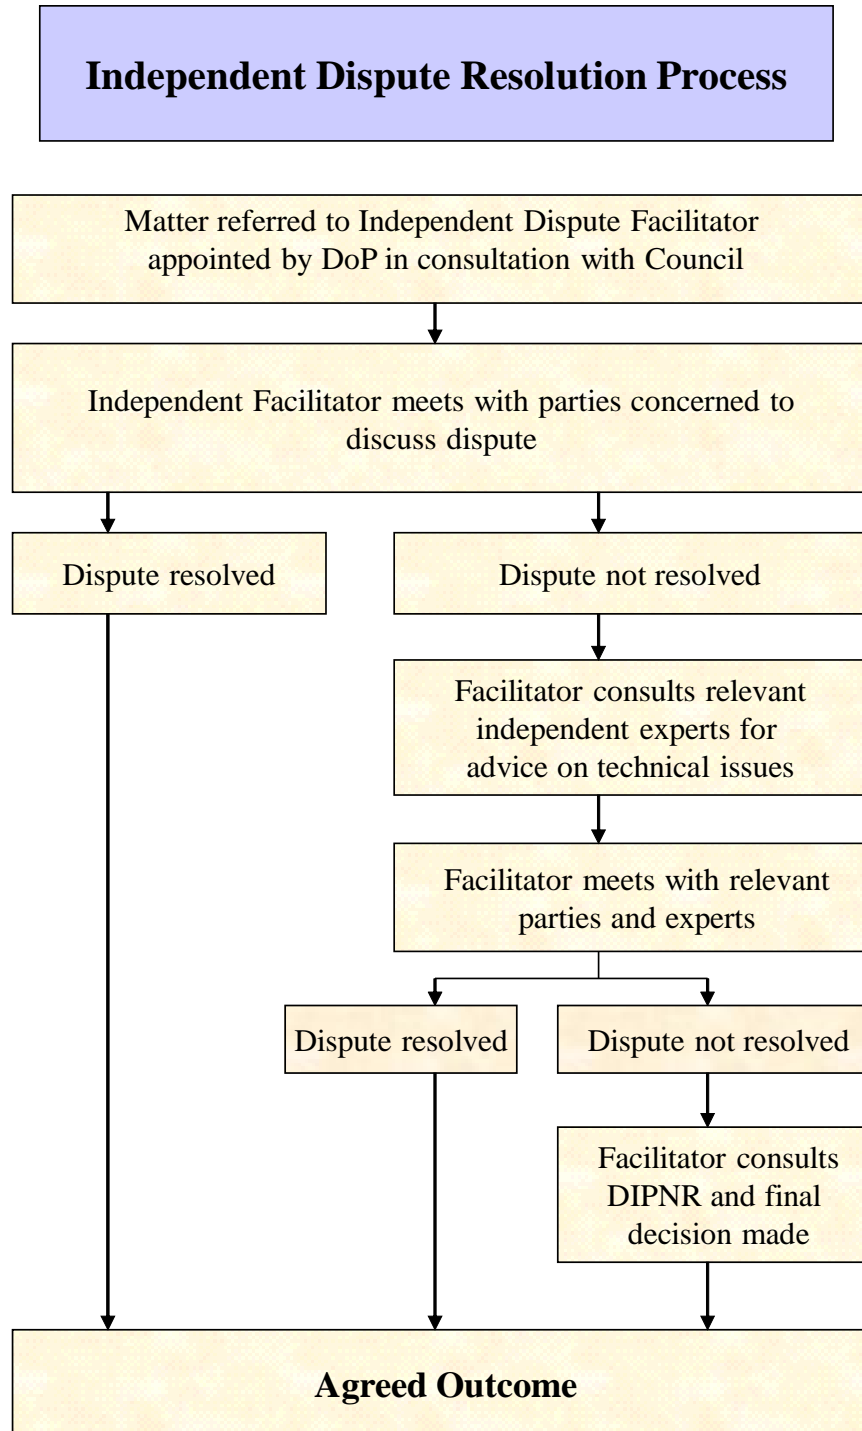 Independent Dispute Resolution Process
Matter referred to Independent Dispute Facilitator
appointed by DoP in consultation with Council
Independent Facilitator meets with parties concerned to
discuss dispute
Dispute resolved
Dispute not resolved
Facilitator consults relevant
independent experts for
advice on technical issues
Facilitator meets with relevant
parties and experts
Dispute resolved
Dispute not resolved
Facilitator consults
DIPNR and final
decision made
Agreed Outcome